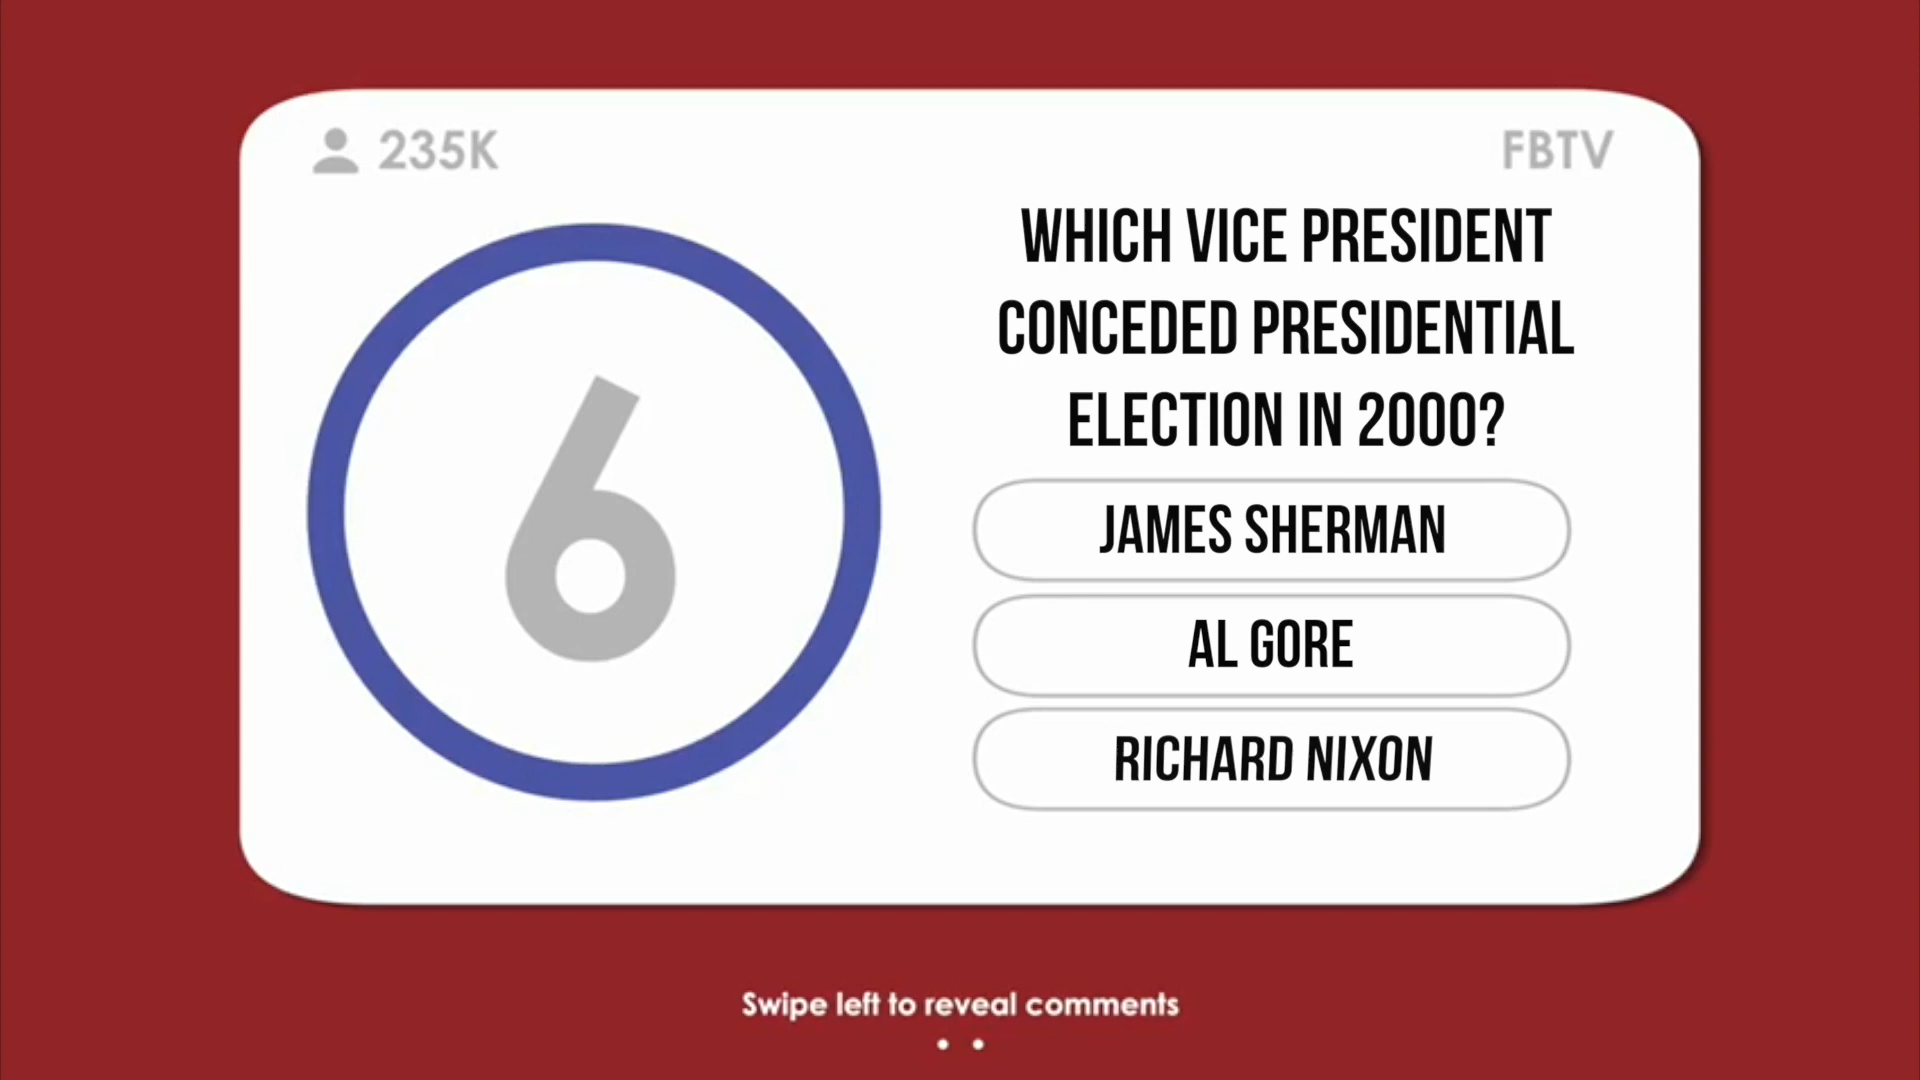 235K
FBTV
6
WHICH VICE PRESIDENT
CONCEDED PRESIDENTIAL
ELECTION IN 2000?
JAMES SHERMAN
AL GORE
RICHARD NIXON
Swipe left to reveal comments